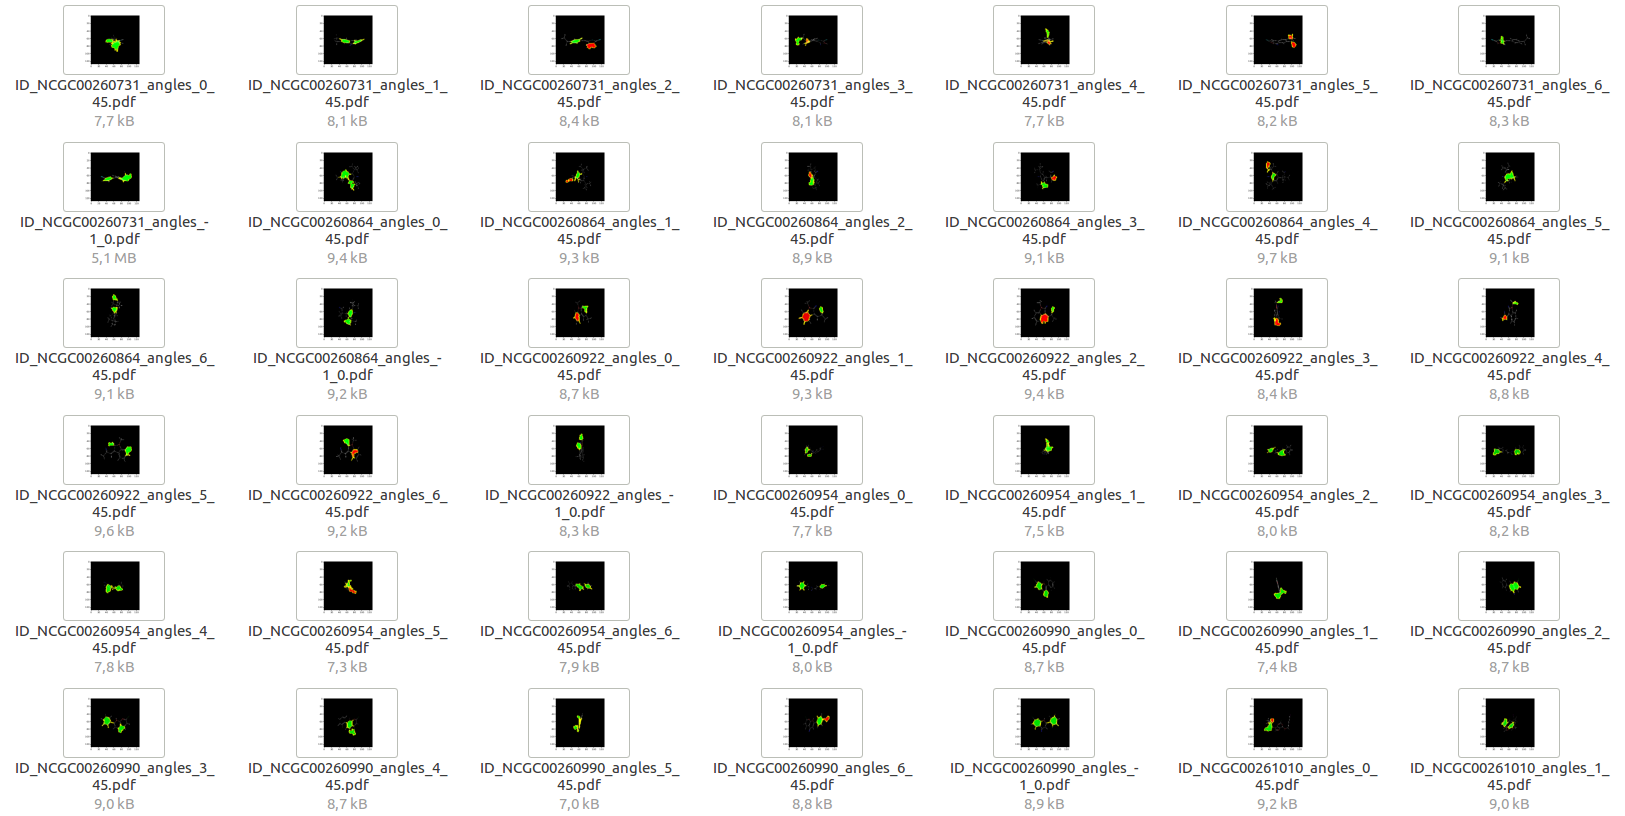 ID_NCGC00260731_angles_0_ ID_NCGC00260731_angles_1_ ID_NCGC00260731_angles_2_ ID_NCGC00260731_angles_3_ ID_NCGC00260731_angles_4_ ID_NCGC00260731_angles_5_ ID_NCGC00260731_angles_6_
45.pdf 45.pdf 45.pdf 45.pdf 45.pdf 45.pdf 45.pdf
7,7 kB 8,1 kB 8,4 kB 8,1 kB 7,7 kB 8,2 kB 8,3 kB
ID_NCGC00260731_angles_- ID_NCGC00260864_angles_0_ ID_NCGC00260864_angles_1_ ID_NCGC00260864_angles_2_ ID_NCGC00260864_angles_3_ ID_NCGC00260864_angles_4_ ID_NCGC00260864_angles_5_
1_0.pdf 45.pdf 45.pdf 45.pdf 45.pdf 45.pdf 45.pdf
5,1 MB 9,4 kB 9,3 kB 8,9 kB 9,1 kB 9,7 kB 9,1 kB
ID_NCGC00260864_angles_6_ ID_NCGC00260864_angles_- ID_NCGC00260922_angles_0_ ID_NCGC00260922_angles_1_ ID_NCGC00260922_angles_2_ ID_NCGC00260922_angles_3_ ID_NCGC00260922_angles_4_
45.pdf 1_0.pdf 45.pdf 45.pdf 45.pdf 45.pdf 45.pdf
9,1 kB 9,2 kB 8,7 kB 9,3 kB 9,4 kB 8,4 kB 8,8 kB
ID_NCGC00260922_angles_5_ ID_NCGC00260922_angles_6_ ID_NCGC00260922_angles_- ID_NCGC00260954_angles_0_ ID_NCGC00260954_angles_1_ ID_NCGC00260954_angles_2_ ID_NCGC00260954_angles_3_
45.pdf 45.pdf 1_0.pdf 45.pdf 45.pdf 45.pdf 45.pdf
9,6 kB 9,2 kB 8,3 kB 7,7 kB 7,5 kB 8,0 kB 8,2 kB
ID_NCGC00260954_angles_4_ ID_NCGC00260954_angles_5_ ID_NCGC00260954_angles_6_ ID_NCGC00260954_angles_- ID_NCGC00260990_angles_0_ ID_NCGC00260990_angles_1_ ID_NCGC00260990_angles_2_
45.pdf 45.pdf 45.pdf 1_0.pdf 45.pdf 45.pdf 45.pdf
7,8 kB 7,3 kB 7,9 kB 8,0 kB 8,7 kB 7,4 kB 8,7 kB
ID_NCGC00260990_angles_3_ ID_NCGC00260990_angles_4_ ID_NCGC00260990_angles_5_ ID_NCGC00260990_angles_6_ ID_NCGC00260990_angles_- ID_NCGC00261010_angles_0_ ID_NCGC00261010_angles_1_
45.pdf 45.pdf 45.pdf 45.pdf 1_0.pdf 45.pdf 45.pdf
9,0 kB 8,7 kB 7,0 kB 8,8 kB 8,9 kB 9,2 kB 9,0 kB